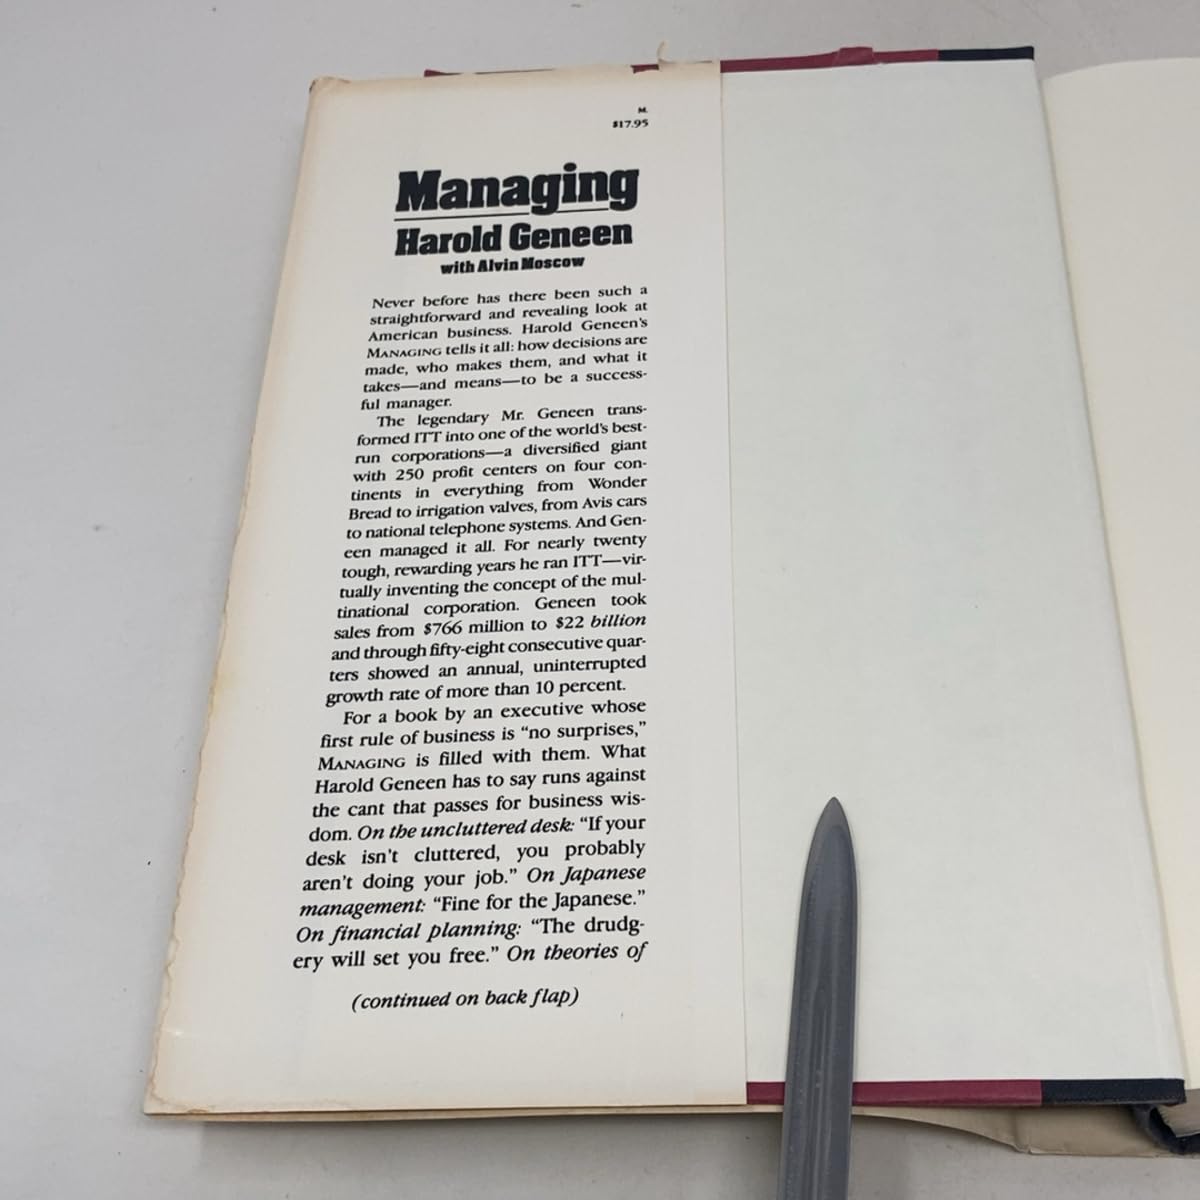 M.
$17.95
Managing
Harold Geneen
with Alvin Moscow
Never before has there been such a
straightforward and revealing look at
American business. Harold Geneen's
MANAGING tells it all: how decisions are
made, who makes them, and what it
takes—and means—to be a success-
ful manager.
The legendary Mr. Geneen trans-
formed ITT into one of the world's best-
run corporations—a diversified giant
with 250 profit centers on four con-
tinents in everything from Wonder
Bread to irrigation valves, from Avis cars
to national telephone systems. And Gen-
een managed it all. For nearly twenty
tough, rewarding years he ran ITT—vir-
tually inventing the concept of the mul-
tinational corporation. Geneen took
sales from $766 million to $22 billion
and through fifty-eight consecutive quar-
ters showed an annual, uninterrupted
growth rate of more than 10 percent.
For a book by an executive whose
first rule of business is “no surprises,”
MANAGING is filled with them. What
Harold Geneen has to say runs against
the cant that passes for business wis-
dom. On the uncluttered desk: “If your
desk isn't cluttered, you probably
aren't doing your job.” On Japanese
management: “Fine for the Japanese.”
On financial planning: “The drudg-
ery will set you free.” On theories of
(continued on back flap)